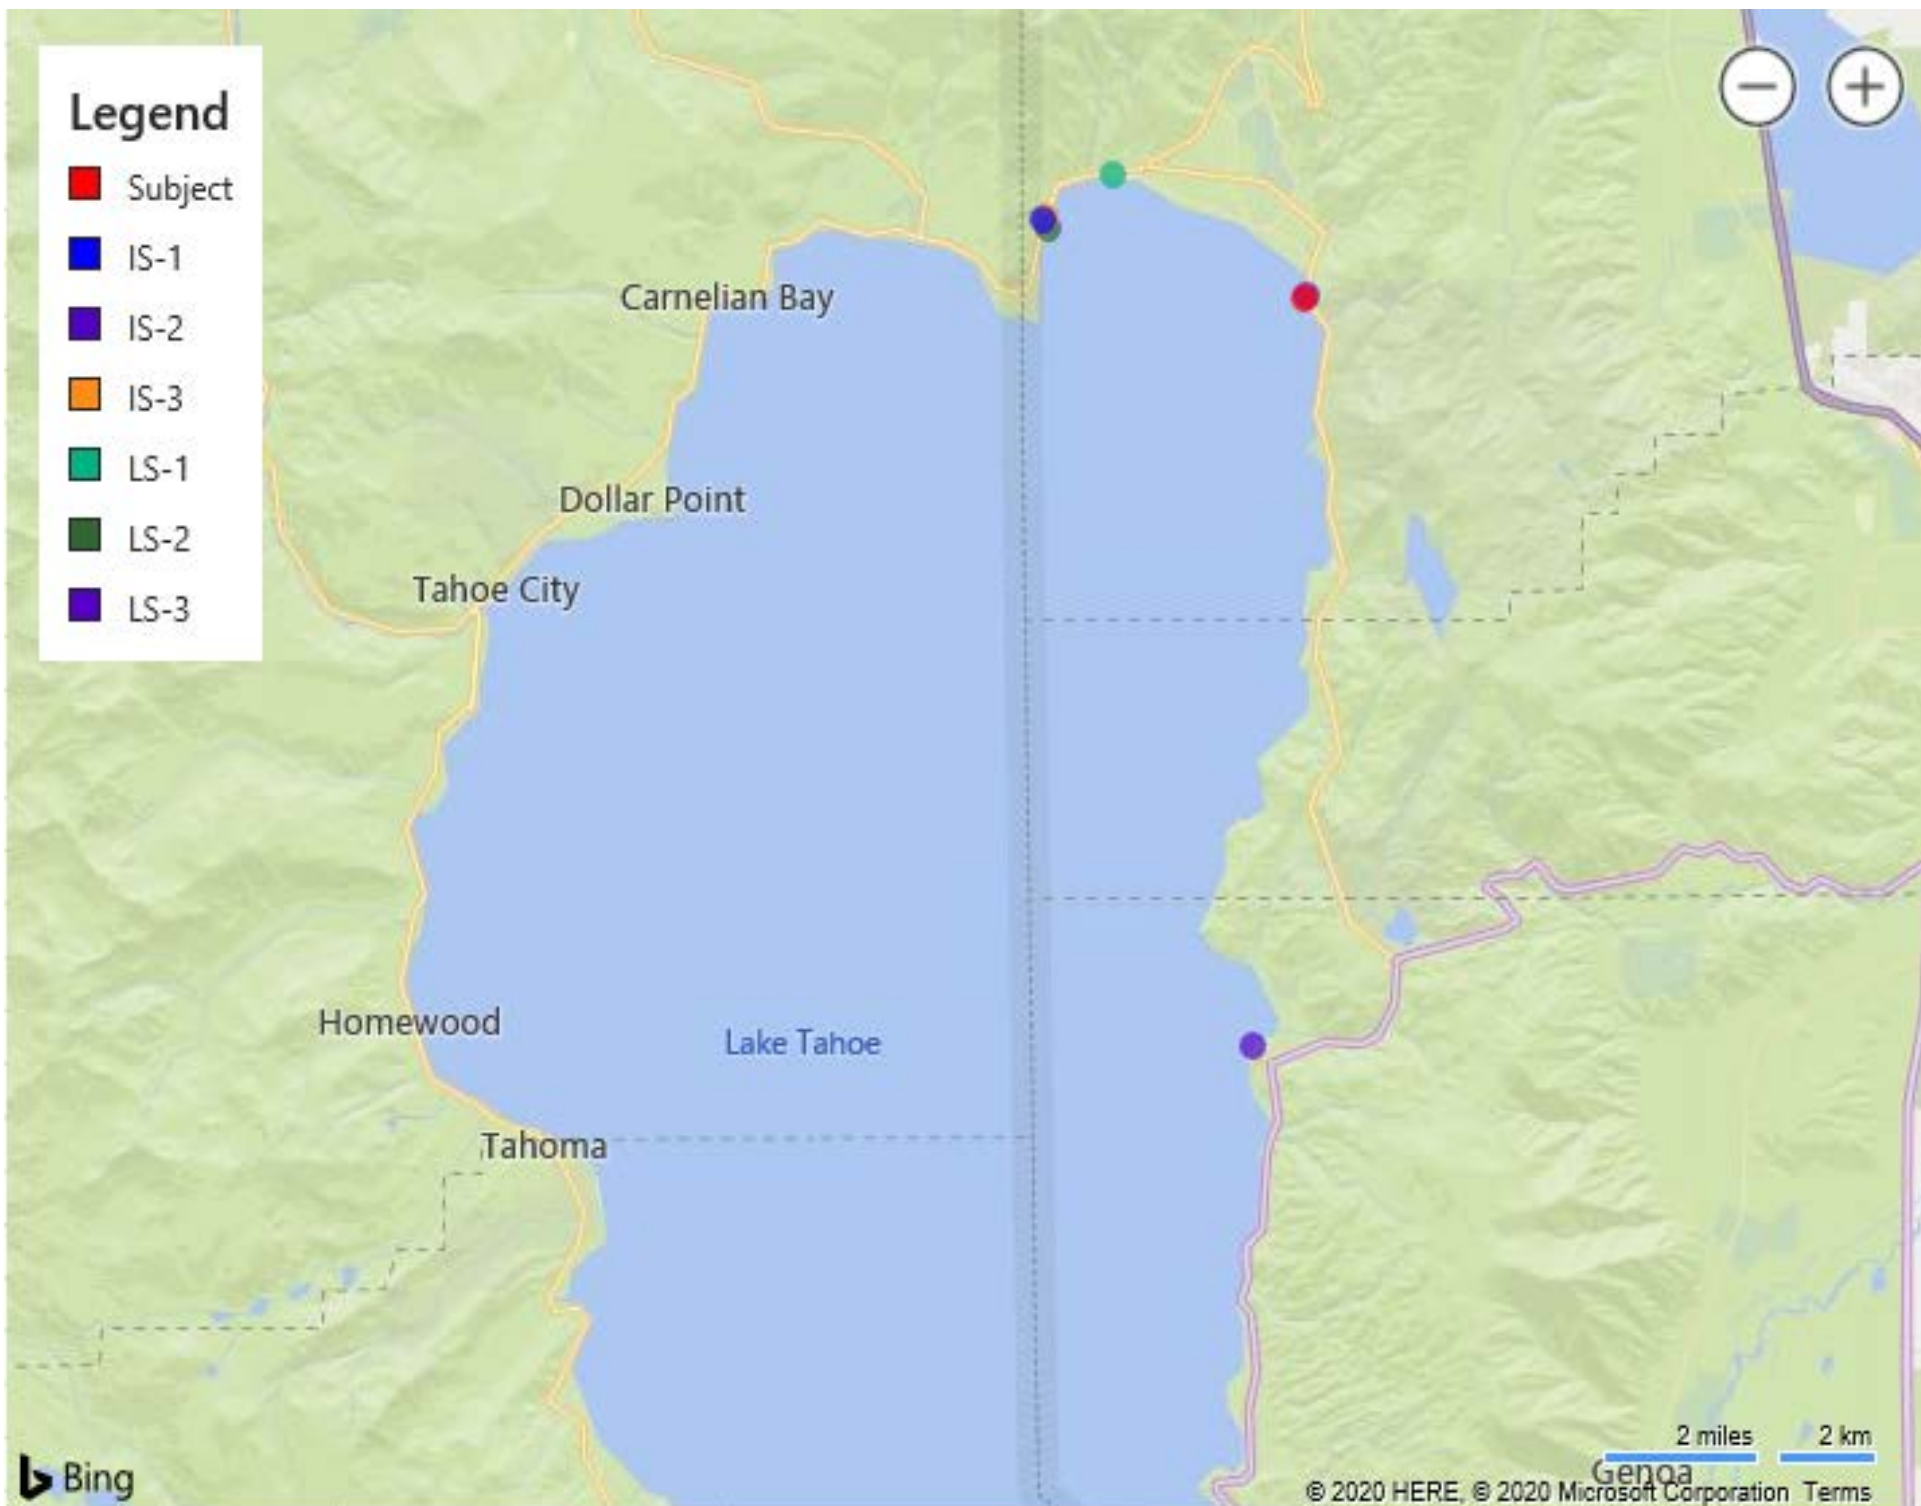 Legend
Subject
IS-1
IS-2
IS-3
LS-1
LS-2
LS-3
Carnelian Bay
Dollar Point
Tahoe City
Homewood
Lake Tahoe
Tahoma
2 miles 2 km
Genoa
Bing
© 2020 HERE, © 2020 Microsoft Corporation Terms